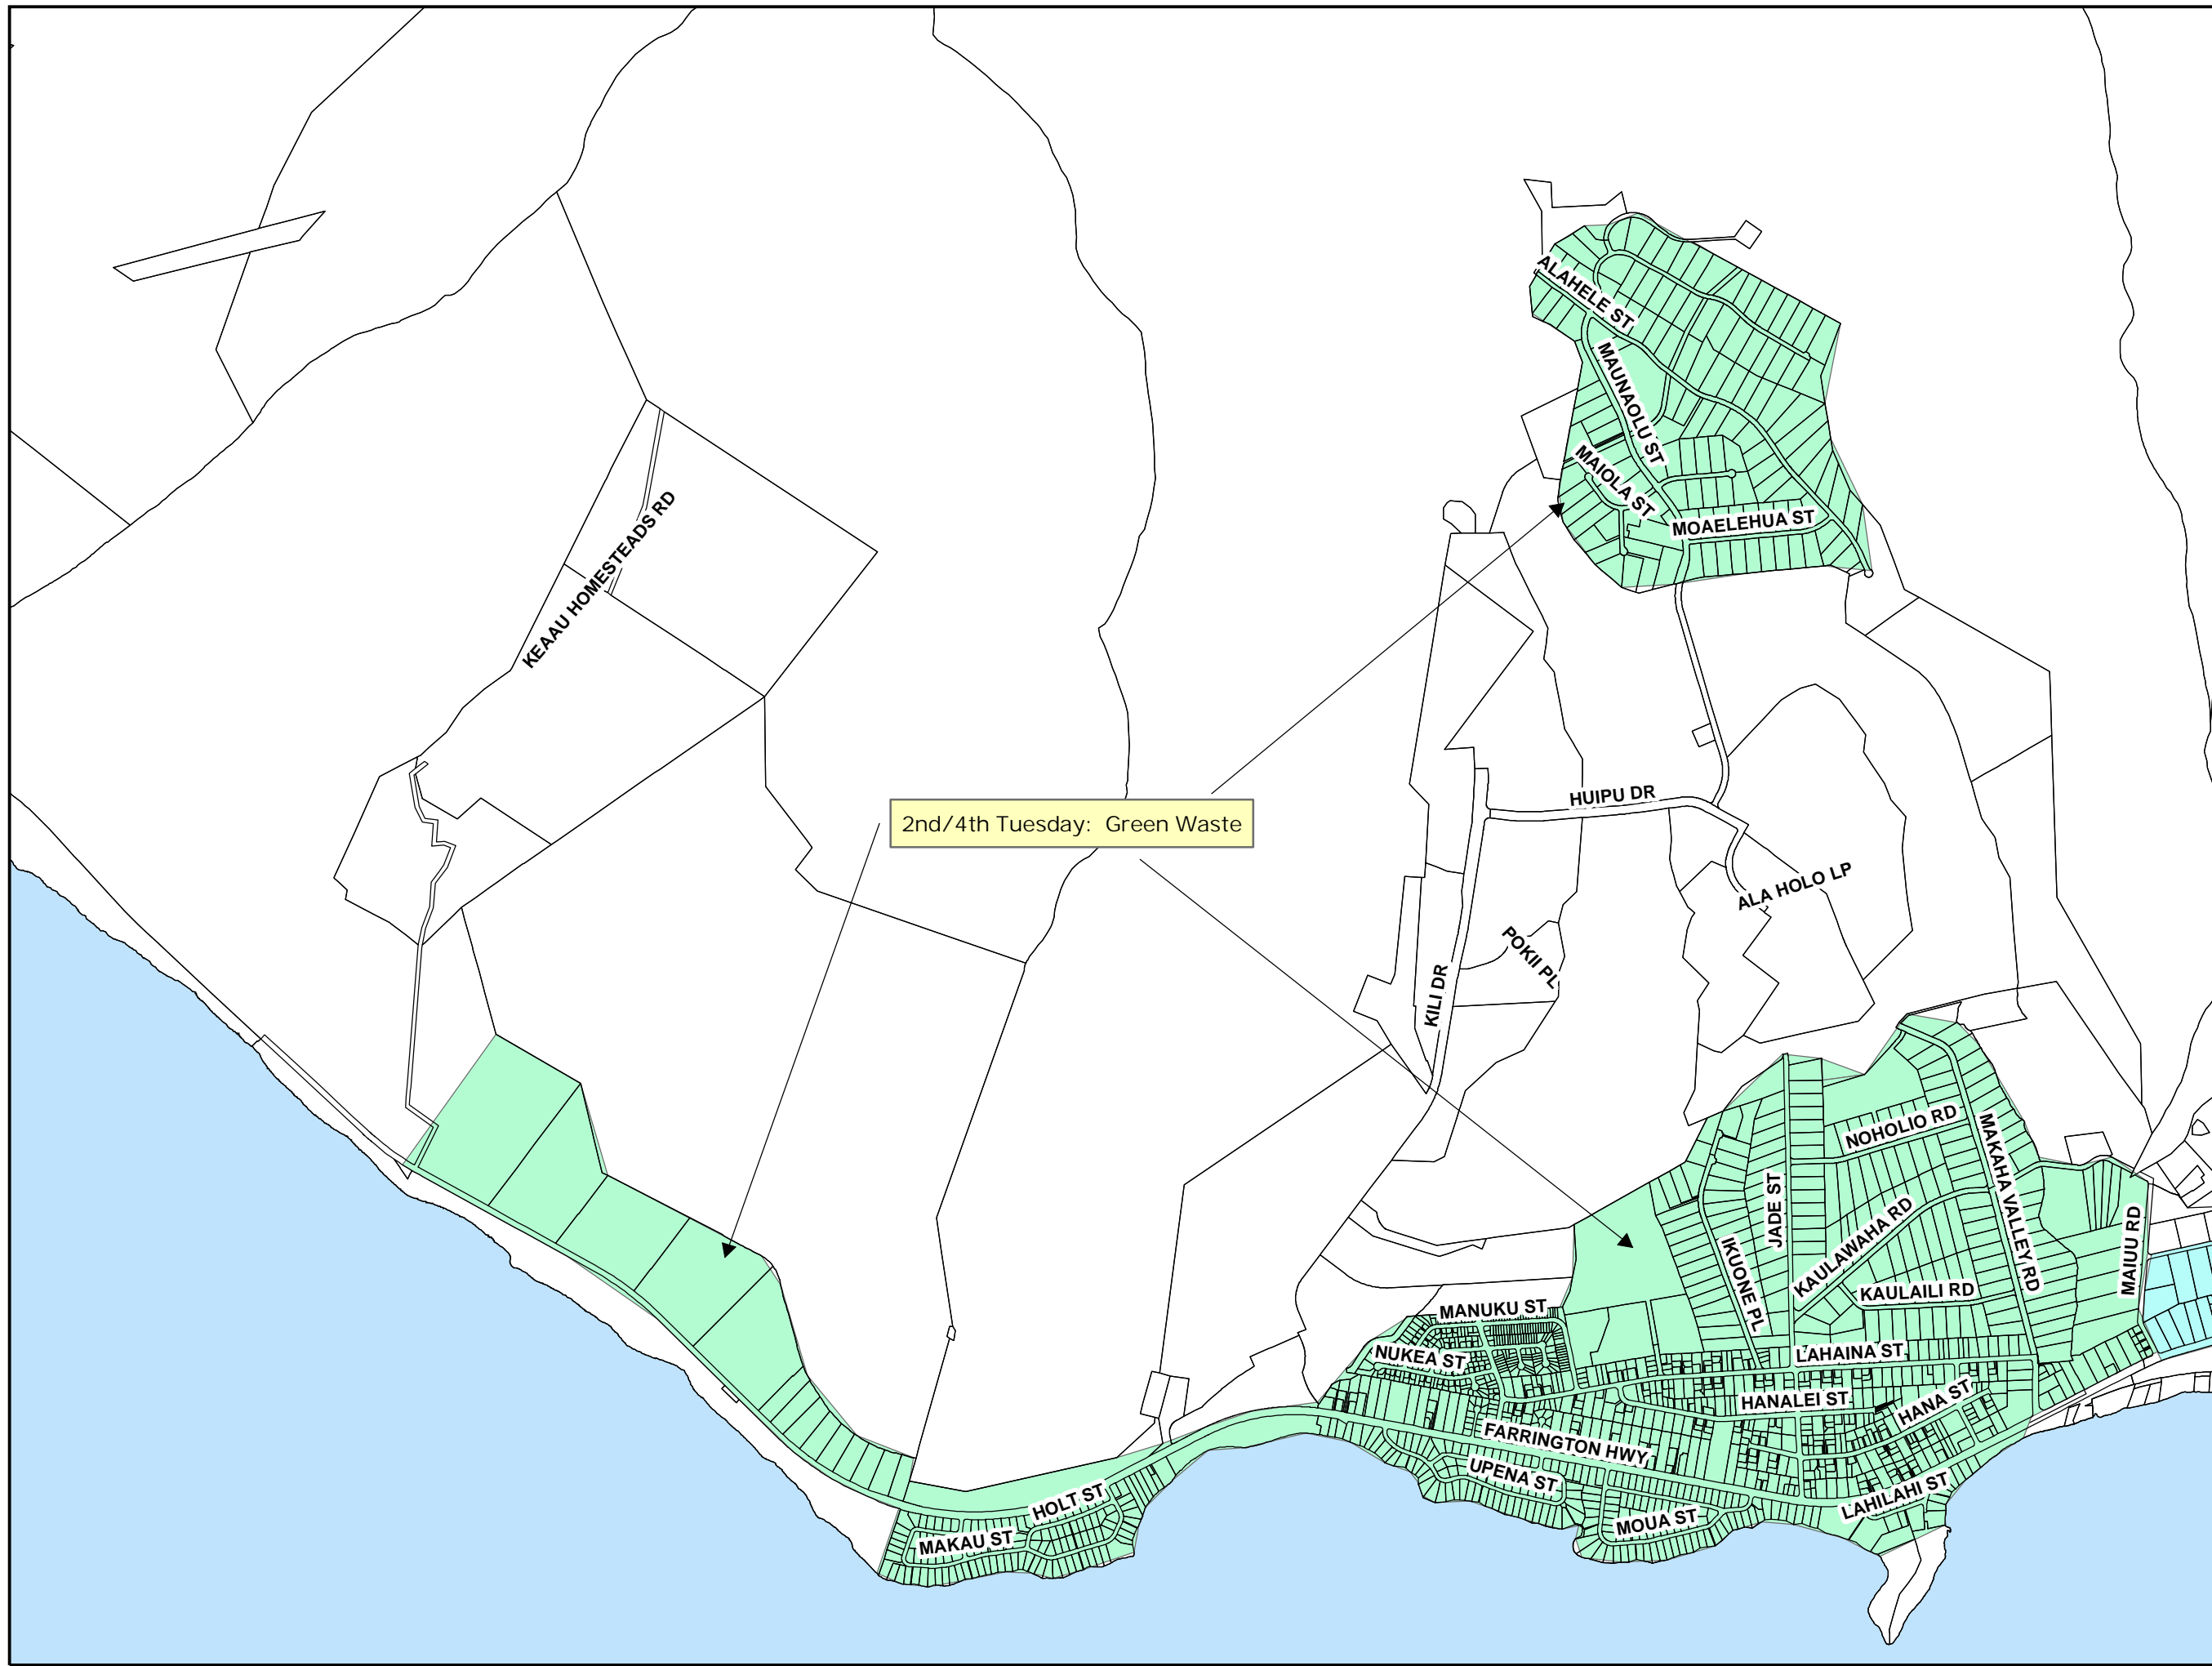 ALAHELE ST
MAUNAOLU ST
MAIOLA ST
MOAELEHUA ST
KEAAU HOMESTEADS RD
HUIPU DR
2nd/4th Tuesday: Green Waste
ALA HOLO LP
POKII PL
KILI DR
NOHOLIO RD
MAKAHA VALLEY RD
JADE ST
KAULAWAHA RD
MAIUU RD
IKUONE PL
KAULAILI RD
MANUKU ST
NUKEA ST
LAHAINA ST
HANALEI ST
HANA ST
FARRINGTON HWY
UPENA ST
LAHILAHI ST
HOLT ST
MOUA ST
MAKAU ST